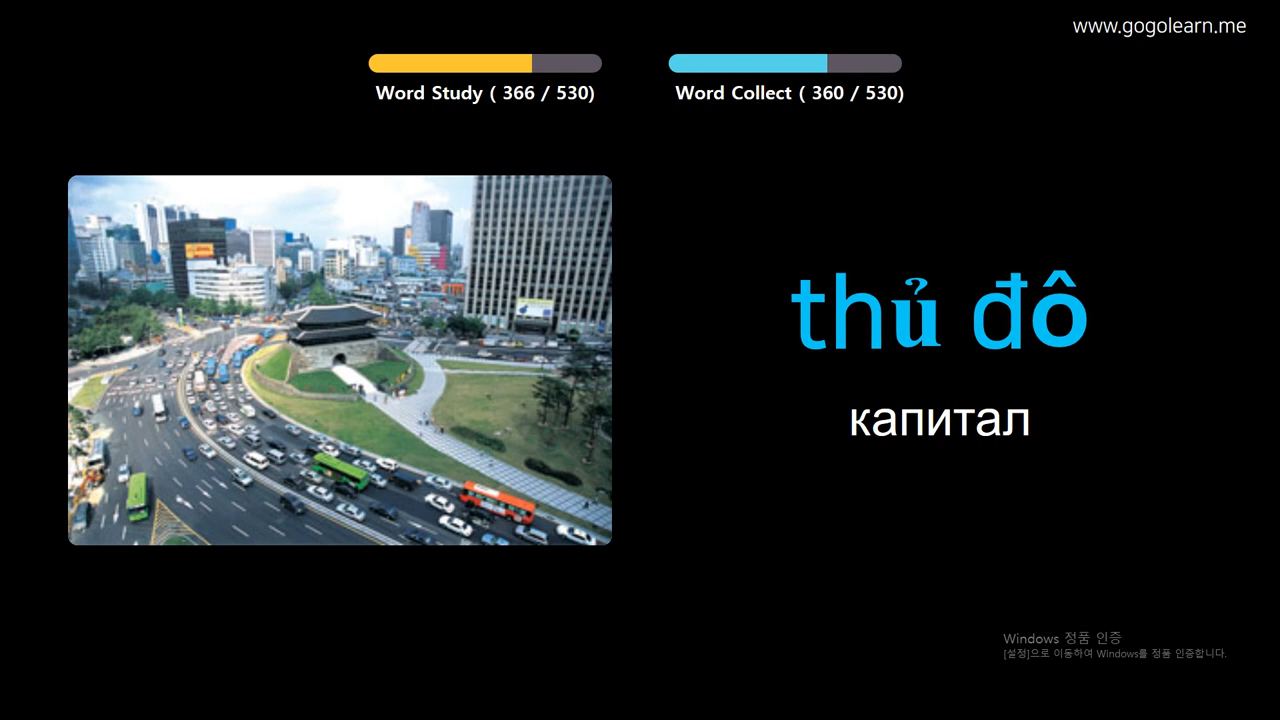 www.gogolearn.me
Word Study ( 366 / 530)
Word Collect ( 360 / 530)
thủ đô
капитал
Windows 정품 인증
[설정]으로 이동하여 Windows를 정품 인증합니다.